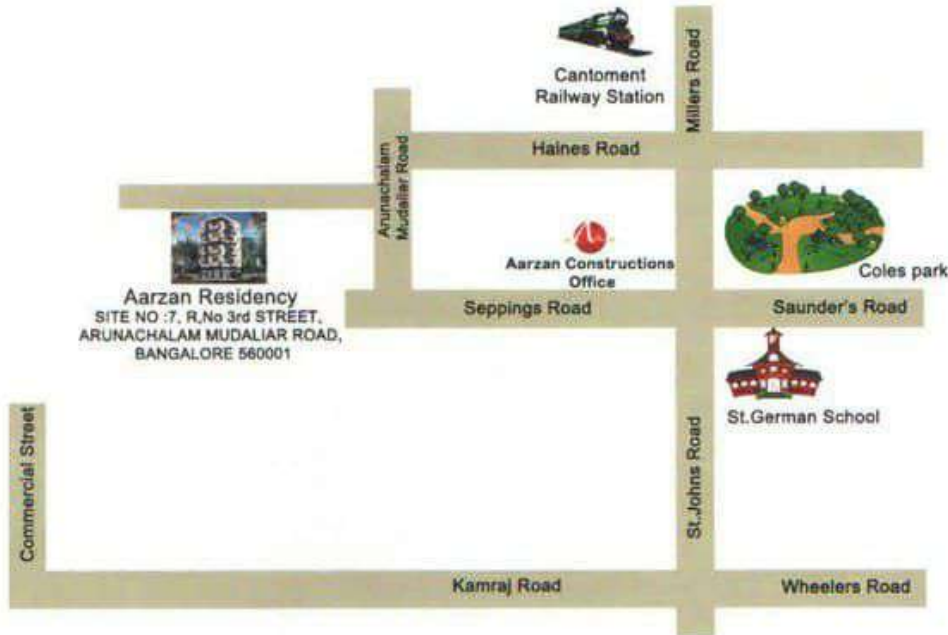 Cantoment
Railway Station
Millers Road
Haines Road
Arunachalam
Mudaliar Road
Aarzan Constructions
Office
Coles park
Aarzan Residency
SITE NO :7, R,No 3rd STREET,
ARUNACHALAM MUDALIAR ROAD,
BANGALORE 560001
Seppings Road
Saunder's Road
St.German School
Commercial Street
St.Johns Road
Kamraj Road
Wheelers Road